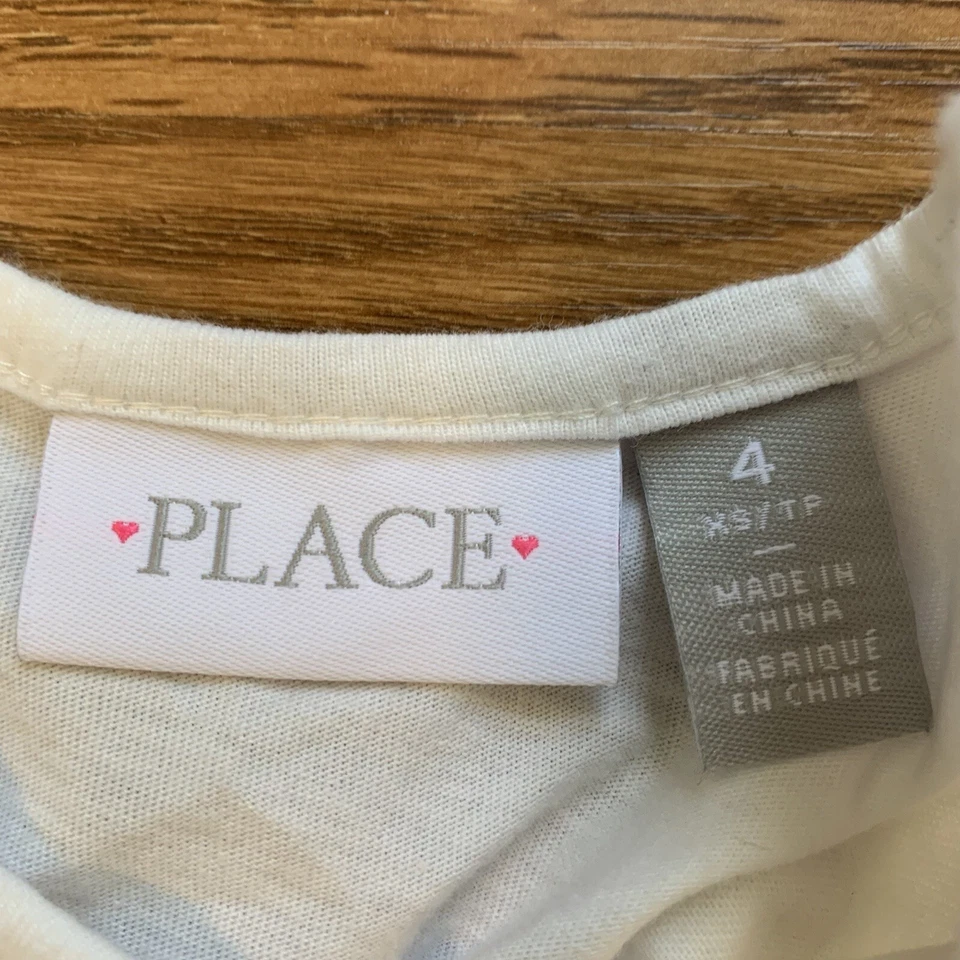 PLACE
4
XS/TP
MADE IN
CHINA
FABRIQUÉ
EN CHINE